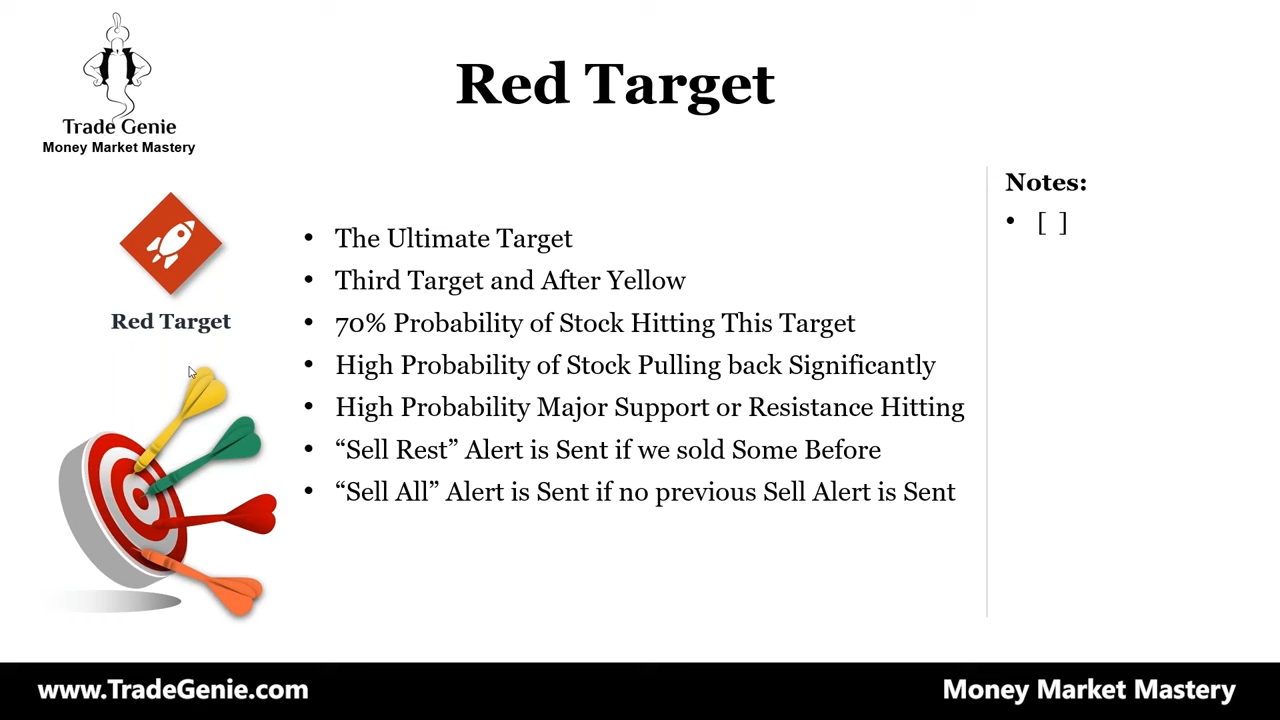 Trade Genie
Money Market Mastery
Red Target
Red Target
• The Ultimate Target
• Third Target and After Yellow
• 70% Probability of Stock Hitting This Target
• High Probability of Stock Pulling back Significantly
• High Probability Major Support or Resistance Hitting
• “Sell Rest” Alert is Sent if we sold Some Before
• “Sell All” Alert is Sent if no previous Sell Alert is Sent
Notes:
• [ ]
www.TradeGenie.com
Money Market Mastery